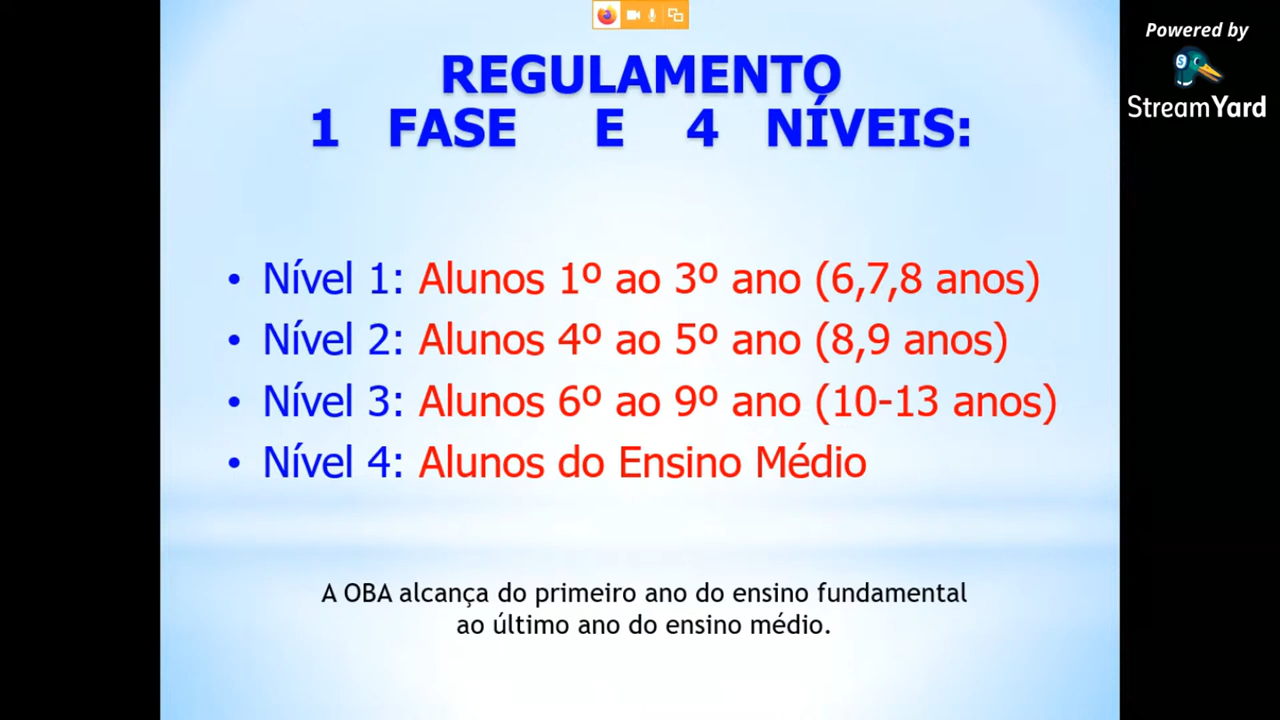 REGULAMENTO
1 FASE E 4 NÍVEIS:
• Nível 1: Alunos 1º ao 3º ano (6,7,8 anos)
• Nível 2: Alunos 4º ao 5º ano (8,9 anos)
• Nível 3: Alunos 6º ao 9º ano (10-13 anos)
• Nível 4: Alunos do Ensino Médio
A OBA alcança do primeiro ano do ensino fundamental
ao último ano do ensino médio.
Powered by
StreamYard